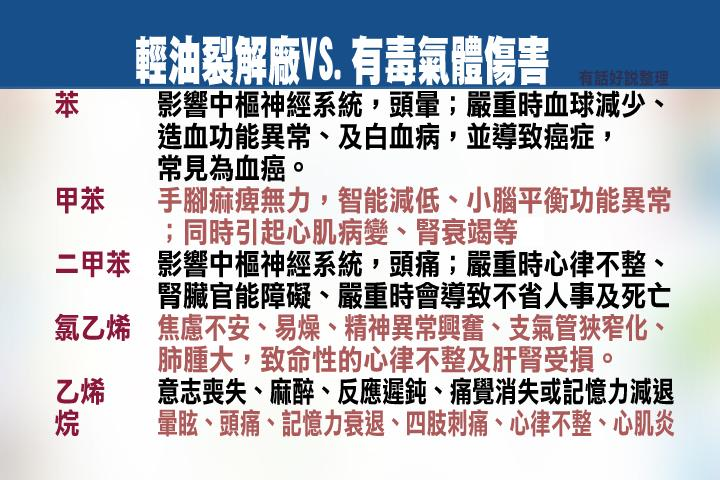 輕油裂解廠VS.有毒氣體傷害
有話好說整理
苯 影響中樞神經系統，頭暈；嚴重時血球減少、
造血功能異常、及白血病，並導致癌症，
常見為血癌。
甲苯 手腳痲痺無力，智能減低、小腦平衡功能異常
；同時引起心肌病變、腎衰竭等
二甲苯 影響中樞神經系統，頭痛；嚴重時心律不整、
腎臟官能障礙、嚴重時會導致不省人事及死亡
氯乙烯 焦慮不安、易燥、精神異常興奮、支氣管狹窄化、
肺腫大，致命性的心律不整及肝腎受損。
乙烯 意志喪失、麻醉、反應遲鈍、痛覺消失或記憶力減退
烷 暈眩、頭痛、記憶力衰退、四肢刺痛、心律不整、心肌炎